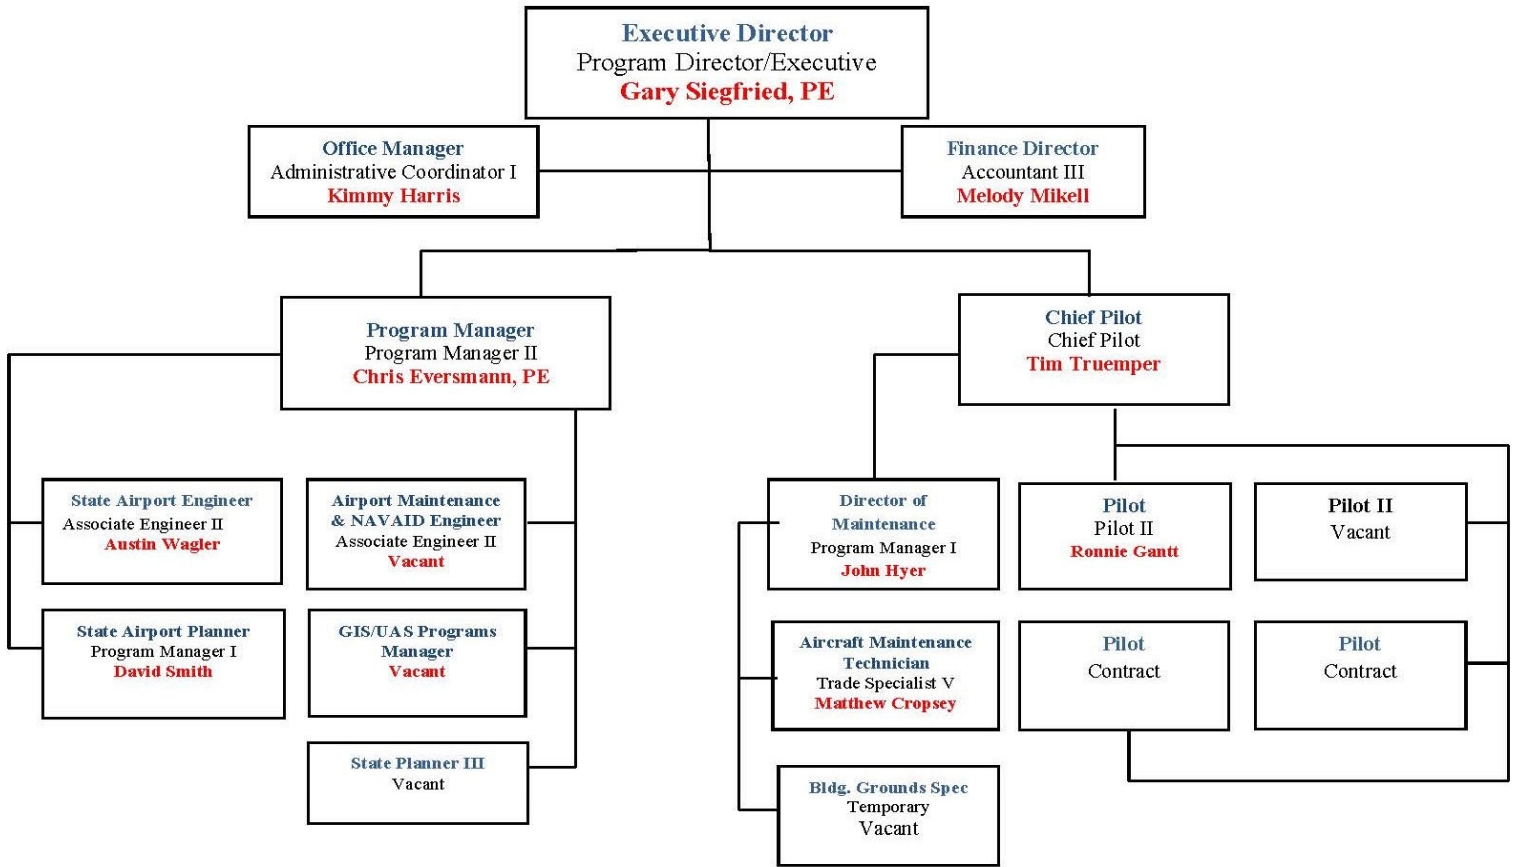 Executive Director
Program Director/Executive
Gary Siegfried, PE
Office Manager
Administrative Coordinator I
Kimmy Harris
Finance Director
Accountant III
Melody Mikell
Program Manager
Program Manager II
Chris Eversmann, PE
Chief Pilot
Chief Pilot
Tim Truemper
State Airport Engineer
Associate Engineer II
Austin Wagler
Airport Maintenance
& NAVAID Engineer
Associate Engineer II
Vacant
Director of
Maintenance
Program Manager I
John Hyer
Pilot
Pilot II
Ronnie Gantt
Pilot II
Vacant
State Airport Planner
Program Manager I
David Smith
GIS/UAS Programs
Manager
Vacant
Aircraft Maintenance
Technician
Trade Specialist V
Matthew Cropsey
Pilot
Contract
Pilot
Contract
State Planner III
Vacant
Bldg. Grounds Spec
Temporary
Vacant